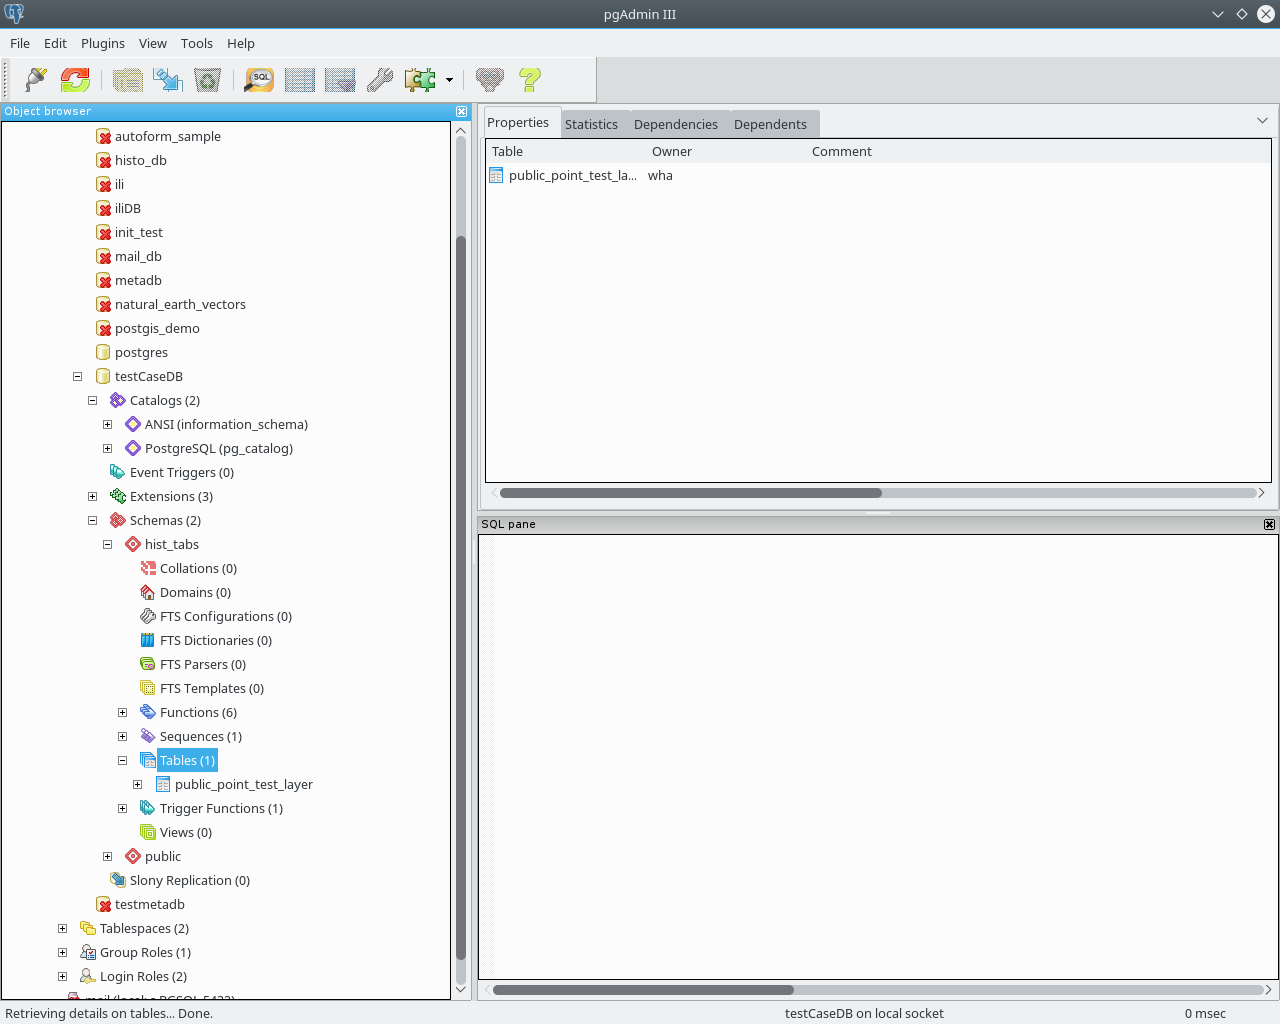 pgAdmin III
File Edit Plugins View Tools Help
SQL
Object browser
autoform_sample
histo_db
ili
iliDB
init_test
mail_db
metadb
natural_earth_vectors
postgis_demo
postgres
testCaseDB
Catalogs (2)
ANSI (information_schema)
PostgreSQL (pg_catalog)
Event Triggers (0)
Extensions (3)
Schemas (2)
hist_tabs
Collations (0)
Domains (0)
FTS Configurations (0)
FTS Dictionaries (0)
FTS Parsers (0)
FTS Templates (0)
Functions (6)
Sequences (1)
Tables (1)
public_point_test_layer
Trigger Functions (1)
Views (0)
public
Slony Replication (0)
testmetadb
Tablespaces (2)
Group Roles (1)
Login Roles (2)
Properties Statistics Dependencies Dependents
Table Owner Comment
public_point_test_la... wha
SQL pane
Retrieving details on tables... Done. testCaseDB on local socket 0 msec